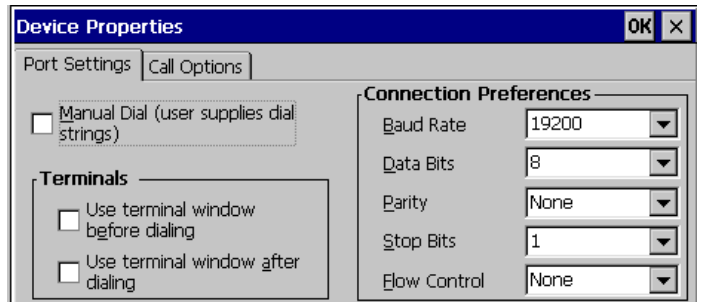 Device Properties
OK
Port Settings
Call Options
Manual Dial (user supplies dial
strings)
Terminals
Use terminal window
before dialing
Use terminal window after
dialing
Connection Preferences
Baud Rate
19200
Data Bits
8
Parity
None
Stop Bits
1
Flow Control
None